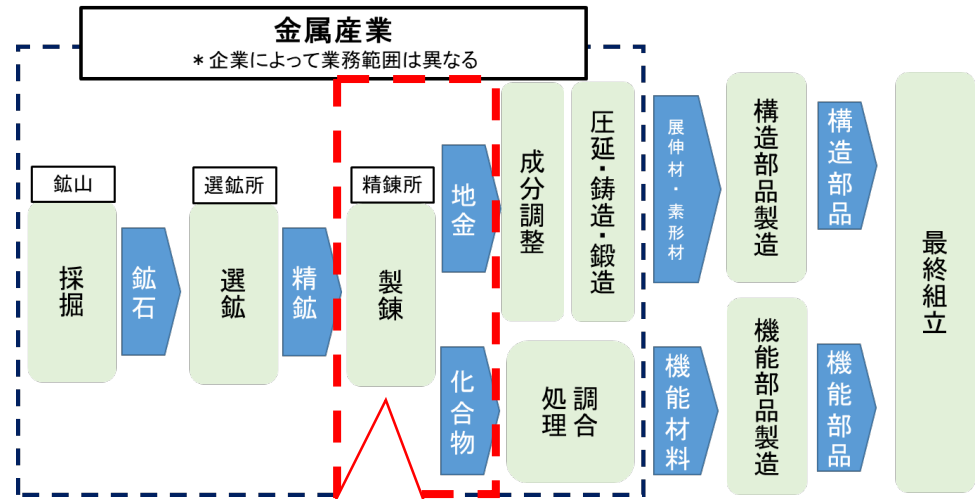 金属産業
＊企業によって業務範囲は異なる
鉱山
採掘
鉱石
選鉱所
選鉱
精鉱
精錬所
製錬
地金
化合物
成分調整
圧延・鋳造・鍛造
調合
処理
展伸材・素形材
機能材料
構造部品製造
機能部品製造
構造部品
機能部品
最終組立